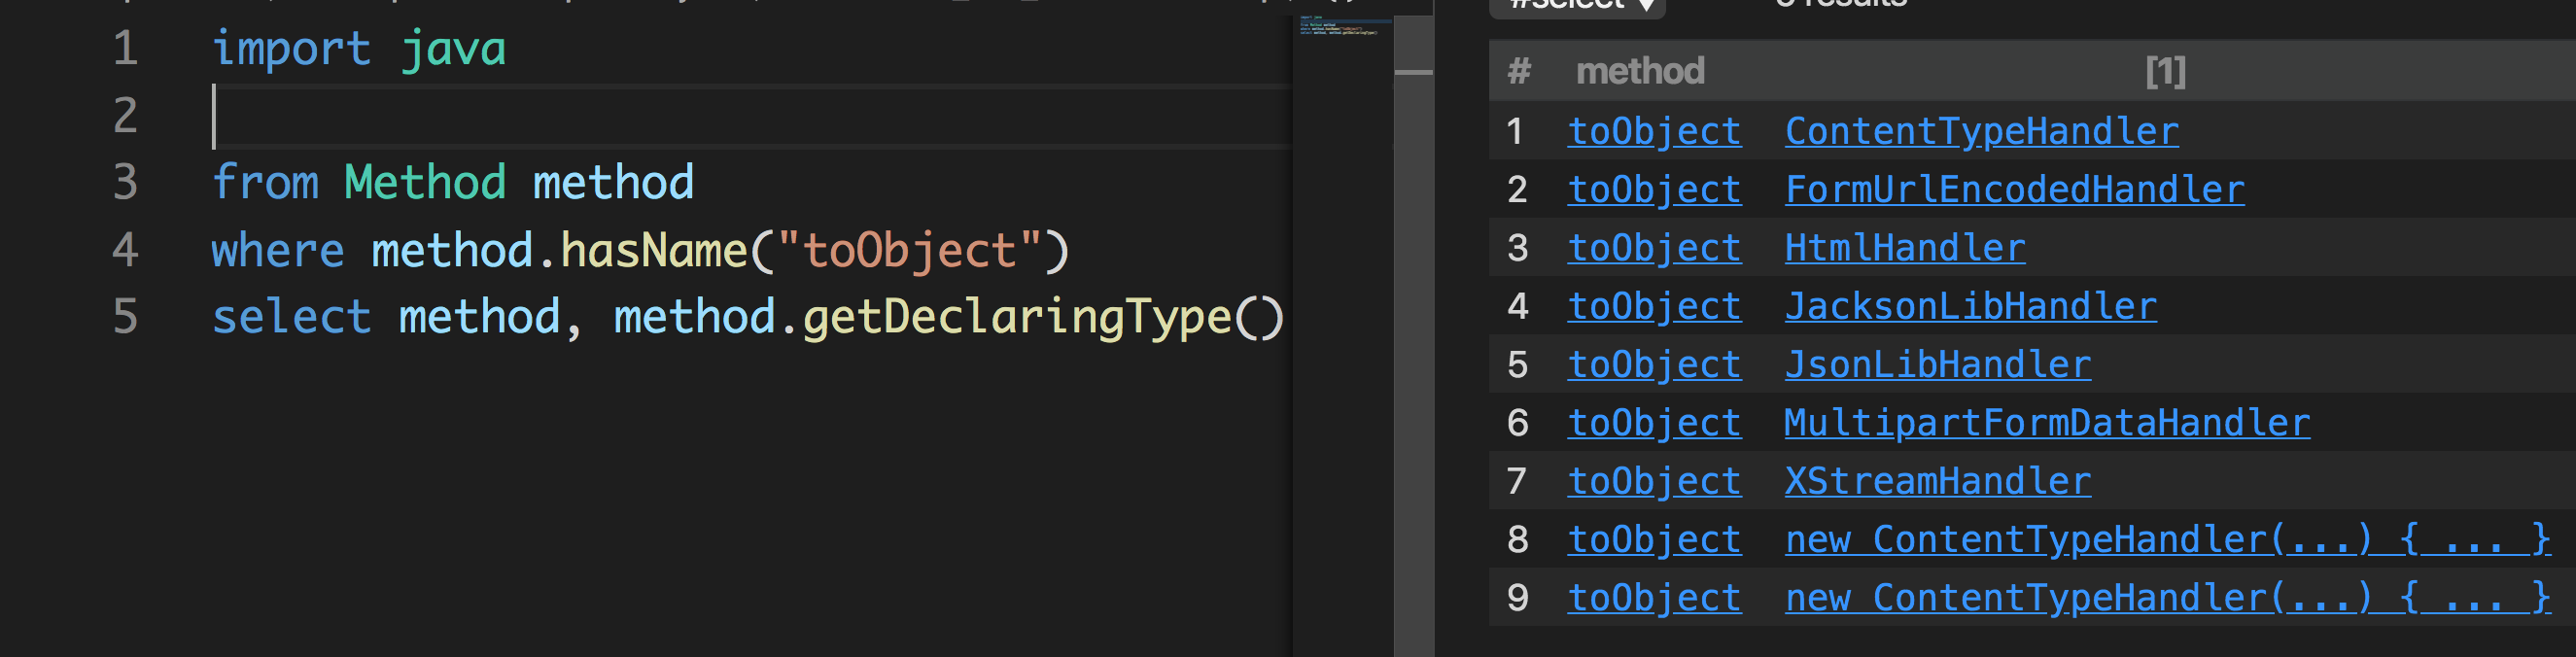 1 import java
2
3 from Method method
4 where method.hasName("toObject")
5 select method, method.getDeclaringType()
#select ▼ results
# method [1]
1 toObject ContentTypeHandler
2 toObject FormUrlEncodedHandler
3 toObject HtmlHandler
4 toObject JacksonLibHandler
5 toObject JsonLibHandler
6 toObject MultipartFormDataHandler
7 toObject XStreamHandler
8 toObject new ContentTypeHandler(...) { ... }
9 toObject new ContentTypeHandler(...) { ... }